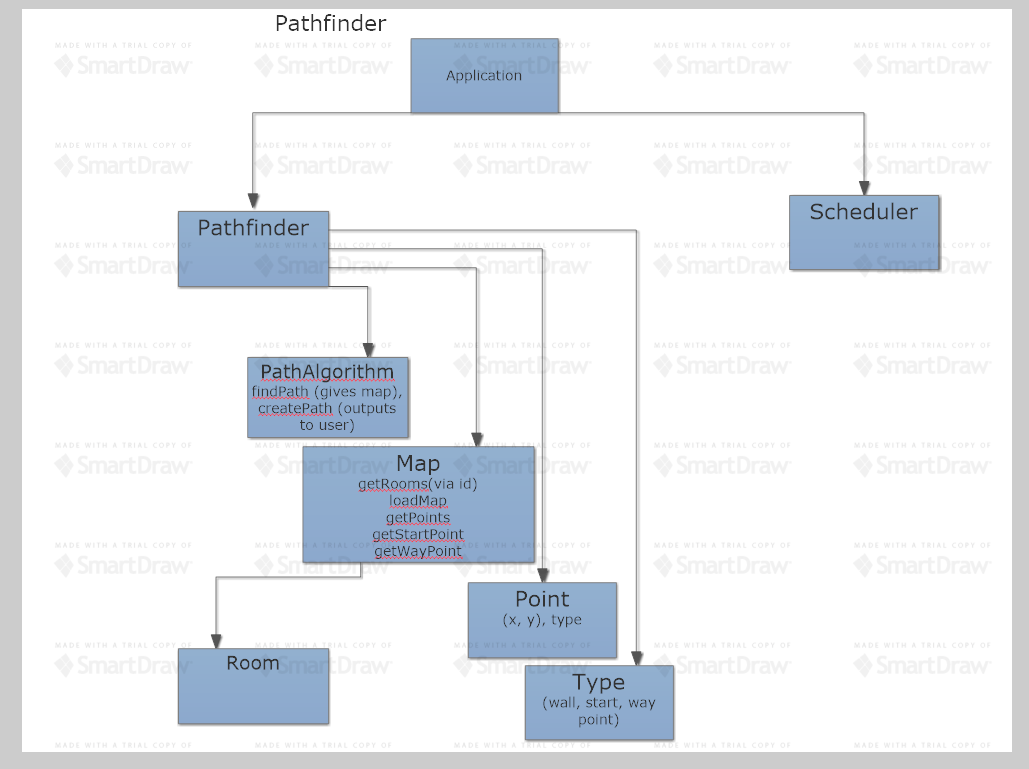 Pathfinder
Application
Pathfinder
Scheduler
PathAlgorithm
findPath (gives map),
createPath (outputs
to user)
Map
getRooms(via id)
loadMap
getPoints
getStartPoint
getWayPoint
Point
(x, y), type
Room
Type
(wall, start, way
point)
MADE WITH A TRIAL COPY OF
SmartDraw